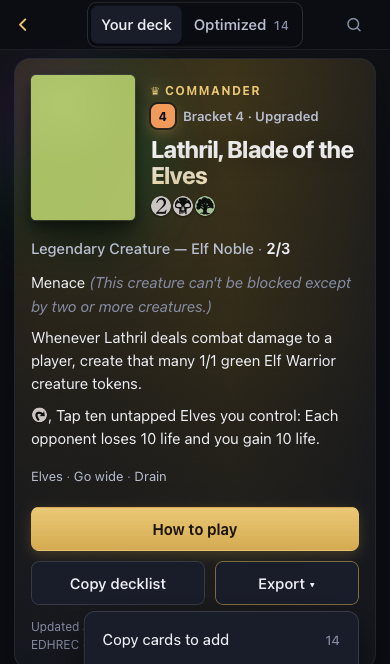 Your deck
Optimized 14
COMMANDER
4 Bracket 4 · Upgraded
Lathril, Blade of the
Elves
2
Legendary Creature — Elf Noble · 2/3
Menace (This creature can't be blocked except
by two or more creatures.)
Whenever Lathril deals combat damage to a
player, create that many 1/1 green Elf Warrior
creature tokens.
, Tap ten untapped Elves you control: Each
opponent loses 10 life and you gain 10 life.
Elves · Go wide · Drain
How to play
Copy decklist
Export ▾
Updated
EDHREC
Copy cards to add 14